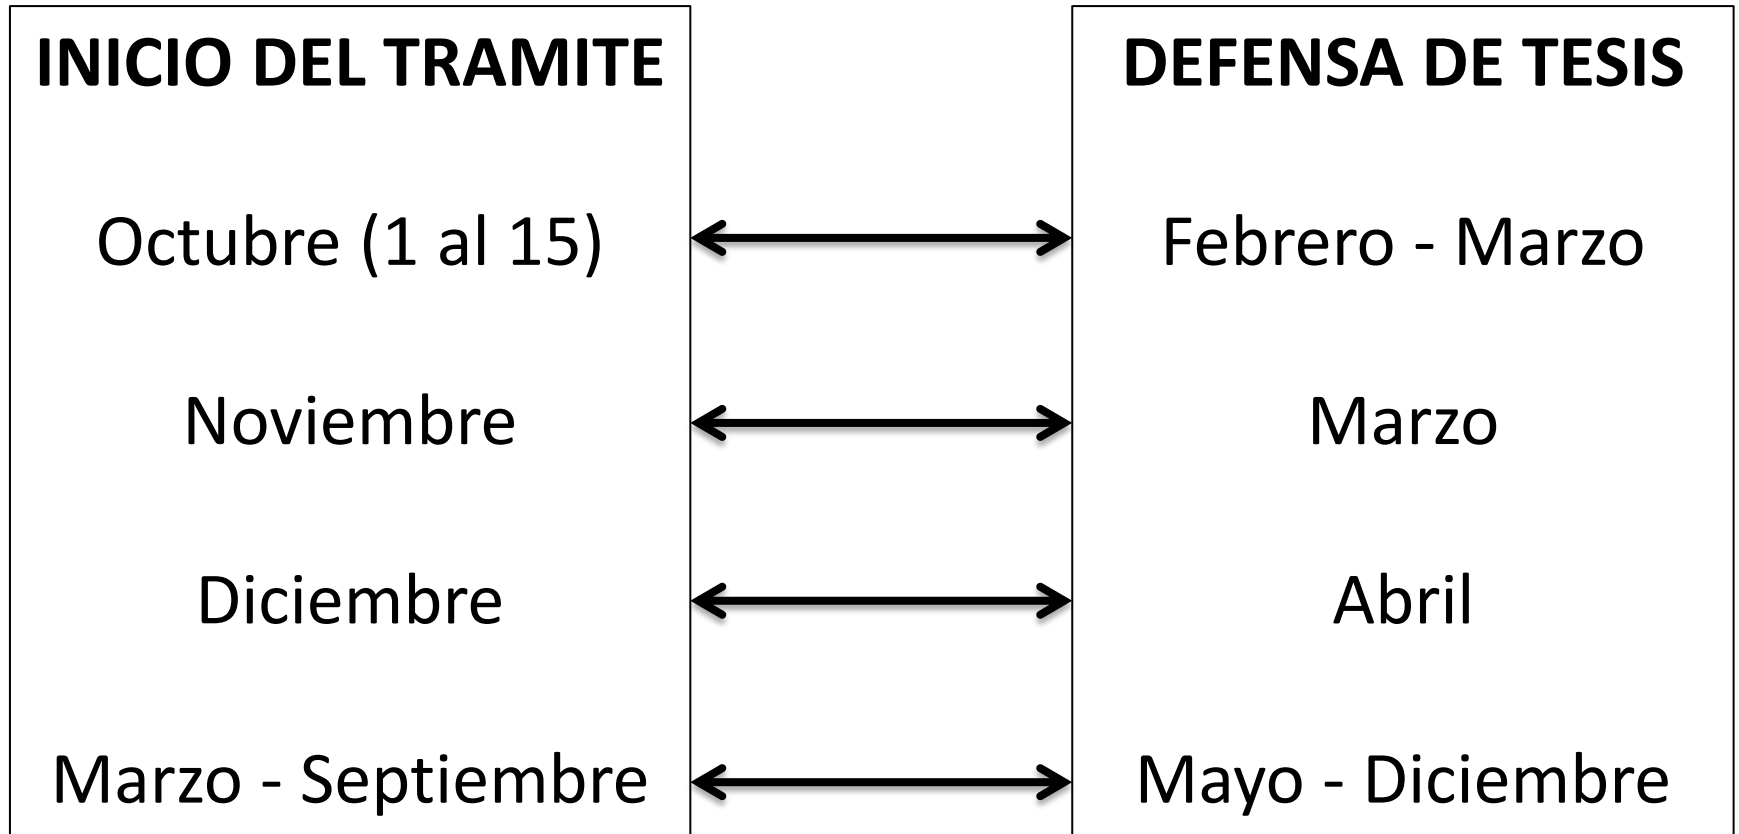 INICIO DEL TRAMITE
DEFENSA DE TESIS
Octubre (1 al 15)
Febrero - Marzo
Noviembre
Marzo
Diciembre
Abril
Marzo - Septiembre
Mayo - Diciembre